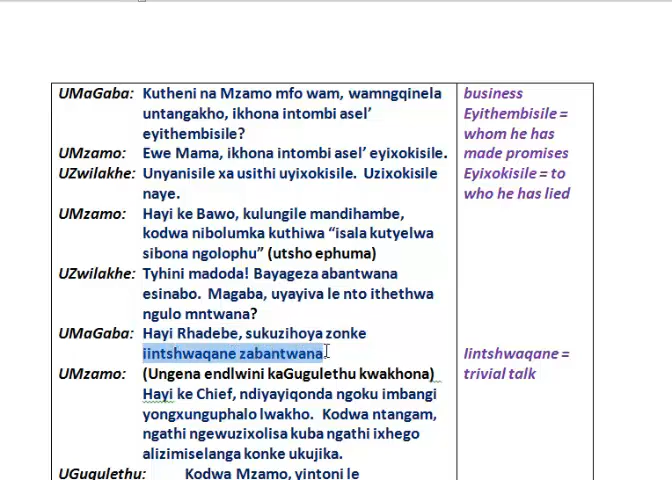 UMaGaba: Kutheni na Mzamo mfo wam, wamngqinela
untangakho, ikhona intombi asel'
eyithembisile?
UMzamo: Ewe Mama, ikhona intombi asel' eyixokisile.
UZwilakhe: Unyanisile xa usithi uyixokisile. Uzixokisile
naye.
UMzamo: Hayi ke Bawo, kulungile mandihambe,
kodwa nibolumka kuthiwa “isala kutyelwa
sibona ngolophu” (utsho ephuma)
UZwilakhe: Tyhini madoda! Bayageza abantwana
esinabo. Magaba, uyayiva le nto ithethwa
ngulo mntwana?
UMaGaba: Hayi Rhadebe, sukuzihoya zonke
iintshwaqane zabantwana
UMzamo: (Ungena endlwini kaGugulethu kwakhona)
Hayi ke Chief, ndiyayiqonda ngoku imbangi
yongxunguphalo lwakho. Kodwa ntangam,
ngathi ngewuzixolisa kuba ngathi ixhego
alizimiselanga konke ukujika.
UGugulethu: Kodwa Mzamo, yintoni le
business
Eyithembisile =
whom he has
made promises
Eyixokisile = to
who he has lied
Iintshwaqane =
trivial talk